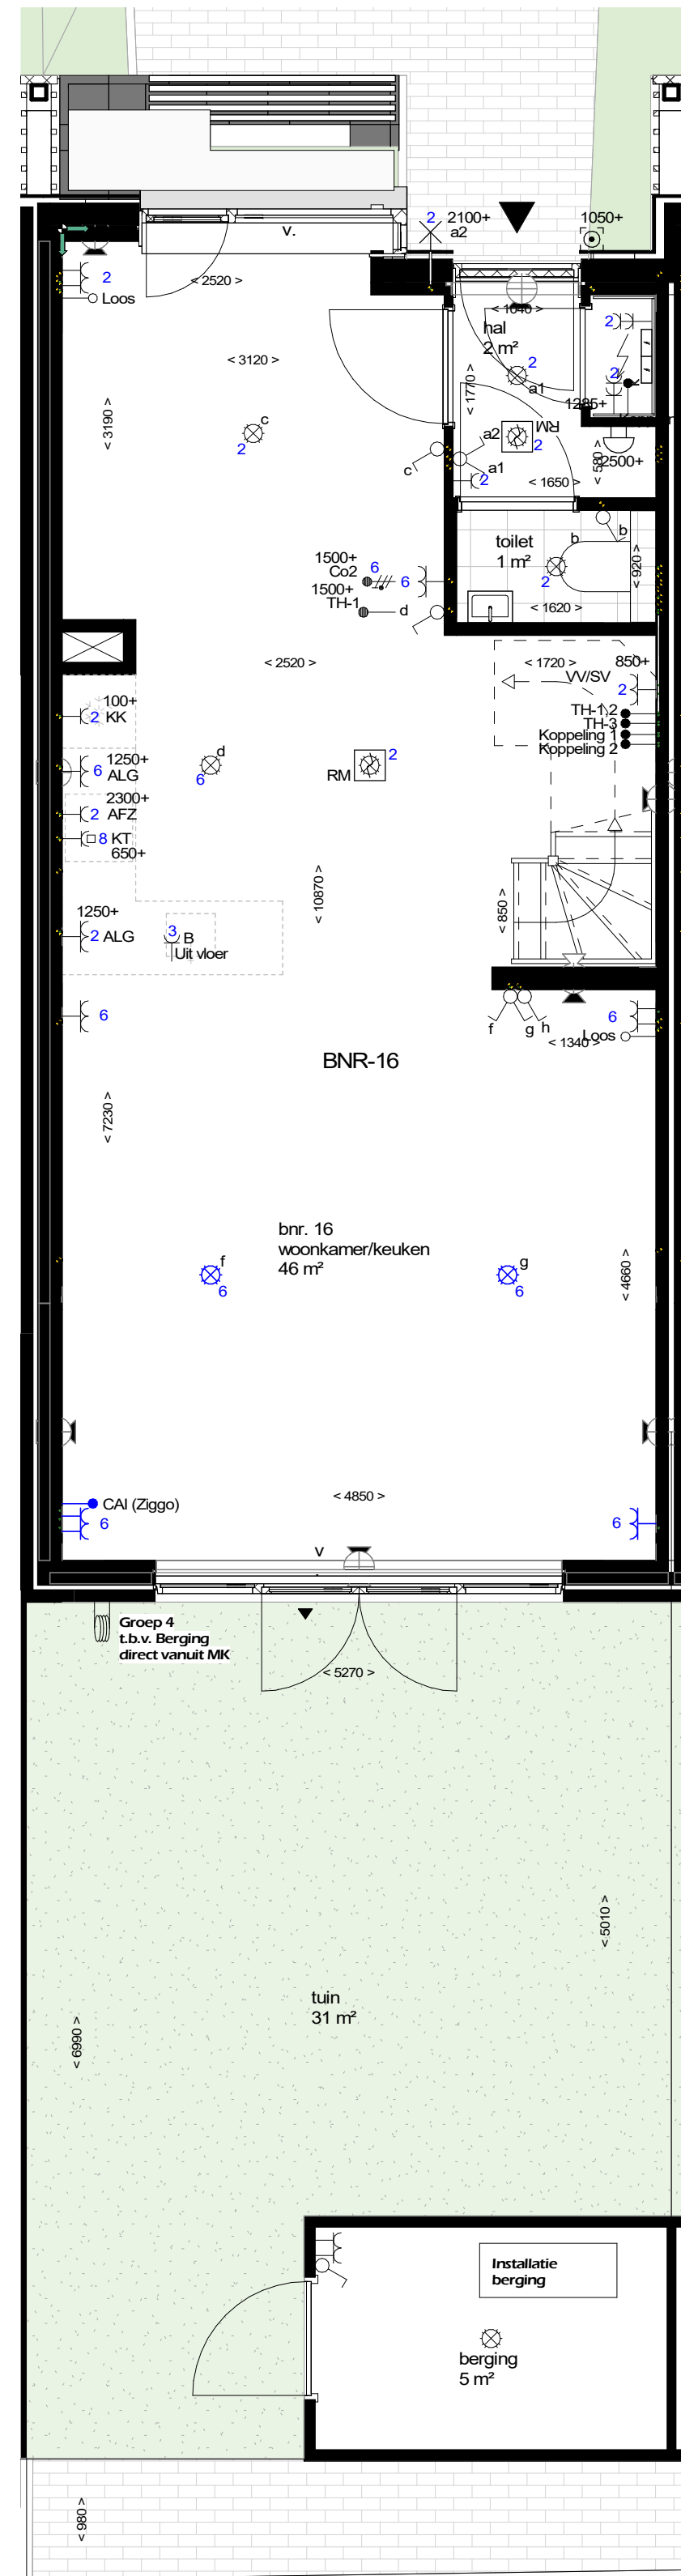 2 2100+
a2
1050+
v.
2
Loos
< 2520 >
< 1040 >
hal
2 m²
2
2
2
a1
< 3120 >
< 1770 >
1285+
< 3190 >
c
2
RM
a2
2
c
a1
2
2500+
< 580 >
< 1650 >
b
toilet
1 m²
b
2
< 920 >
1500+
Co2
6
6
1500+
TH-1
d
< 1620 >
< 2520 >
< 1720 >
850+
VV/SV
2
100+
2 KK
TH-1,2
TH-3
Koppeling 1
Koppeling 2
1250+
6 ALG
d
6
RM
2
2300+
2 AFZ
8 KT
650+
< 10870 >
< 850 >
1250+
2 ALG
3
B
Uit vloer
6
6
f
g
h
Loos
< 1340 >
BNR-16
< 7230 >
bnr. 16
woonkamer/keuken
46 m²
f
6
g
6
< 4660 >
< 4850 >
CAI (Ziggo)
6
6
v
Groep 4
t.b.v. Berging
direct vanuit MK
< 5270 >
< 5010 >
tuin
31 m²
< 6990 >
Installatie
berging
berging
5 m²
< 980 >